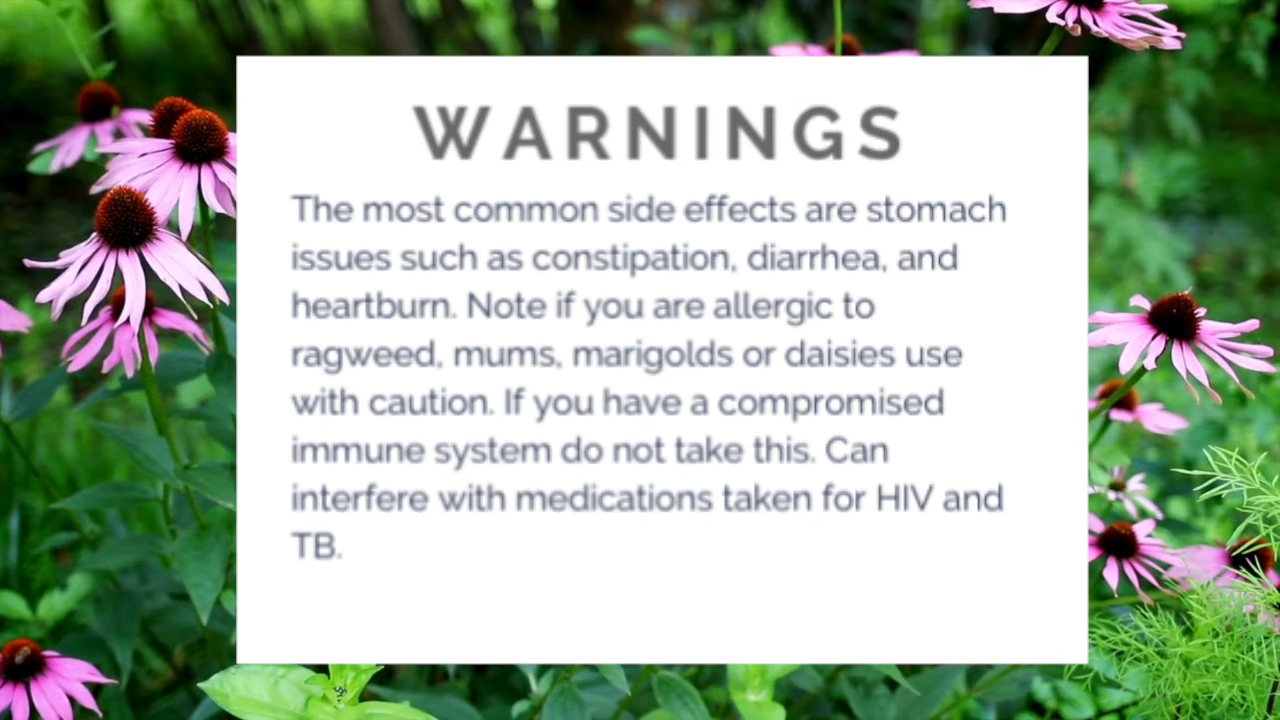 WARNINGS
The most common side effects are stomach
issues such as constipation, diarrhea, and
heartburn. Note if you are allergic to
ragweed, mums, marigolds or daisies use
with caution. If you have a compromised
immune system do not take this. Can
interfere with medications taken for HIV and
TB.